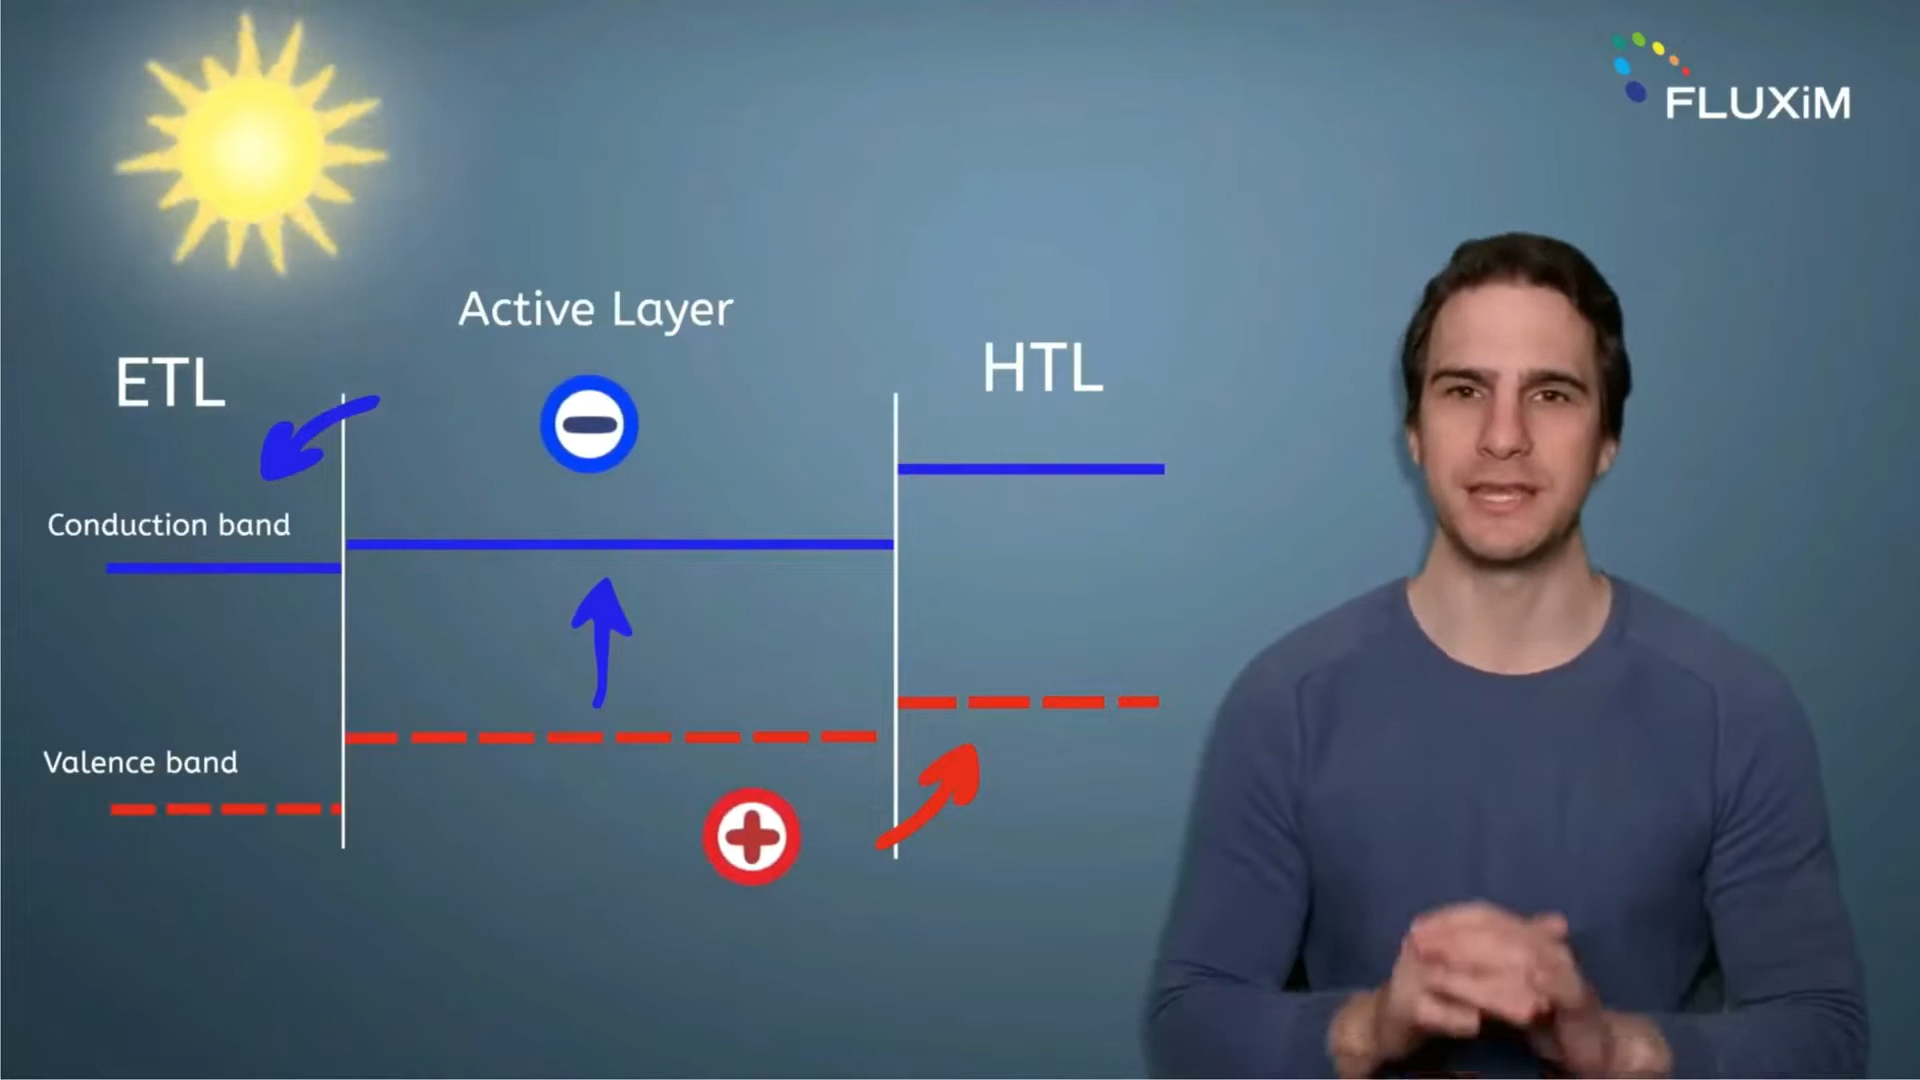 FLUXiM
Active Layer
ETL
HTL
Conduction band
Valence band